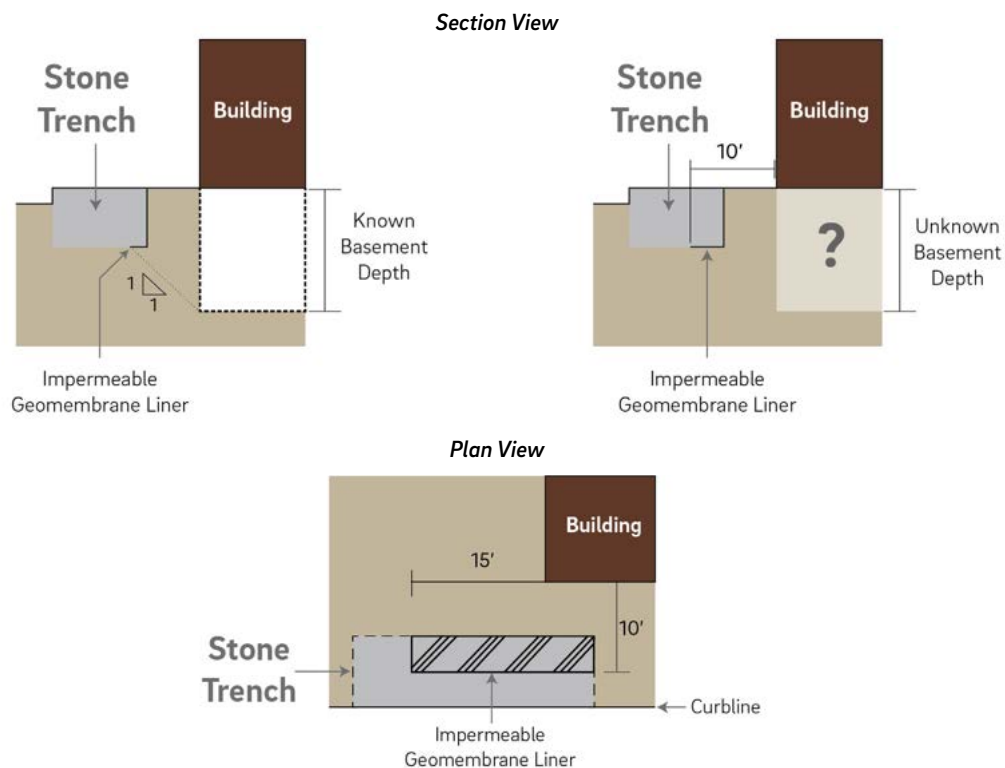 Section View
Stone
Trench
Building
Known
Basement
Depth
1
1
Impermeable
Geomembrane Liner
Stone
Trench
10'
Building
?
Unknown
Basement
Depth
Impermeable
Geomembrane Liner
Plan View
Building
15'
10'
Stone
Trench
Curbline
Impermeable
Geomembrane Liner